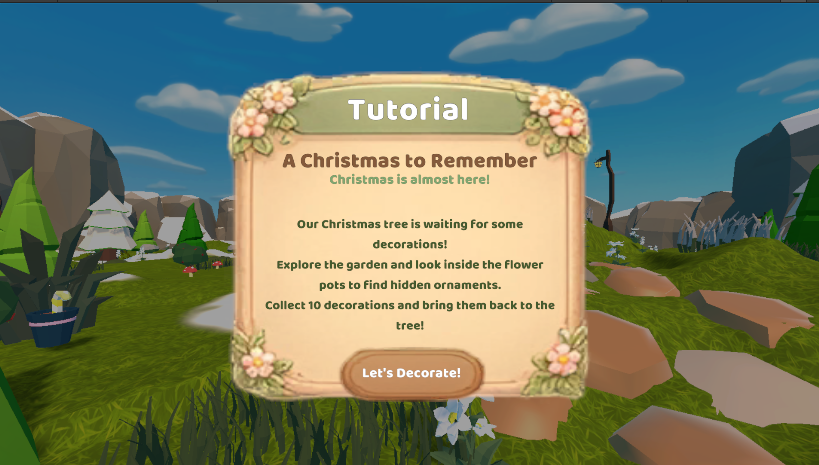 Tutorial
A Christmas to Remember
Christmas is almost here!
Our Christmas tree is waiting for some
decorations!
Explore the garden and look inside the flower
pots to find hidden ornaments.
Collect 10 decorations and bring them back to the
tree!
Let's Decorate!